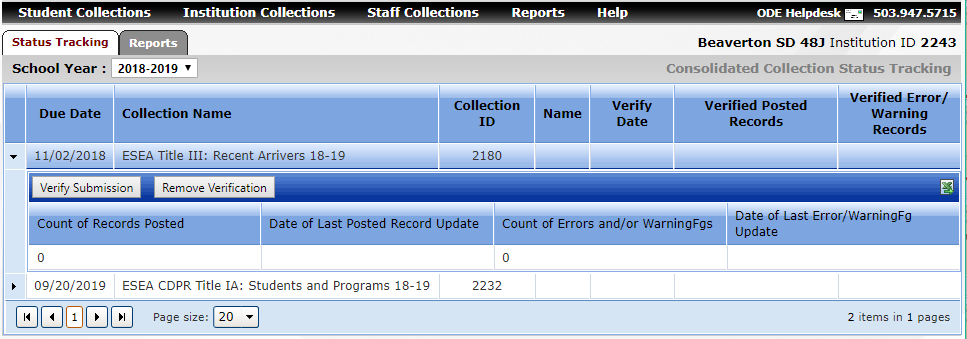 Student Collections Institution Collections Staff Collections Reports Help ODE Helpdesk 503.947.5715
Status Tracking Reports Beaverton SD 48J Institution ID 2243
School Year : 2018-2019 Consolidated Collection Status Tracking
Due Date Collection Name Collection ID Name Verify Date Verified Posted Records Verified Error/ Warning Records
11/02/2018 ESEA Title III: Recent Arrivers 18-19 2180
Verify Submission Remove Verification
Count of Records Posted Date of Last Posted Record Update Count of Errors and/or WarningFgs Date of Last Error/WarningFg Update
0 0
09/20/2019 ESEA CDPR Title IA: Students and Programs 18-19 2232
1 Page size: 20 2 items in 1 pages